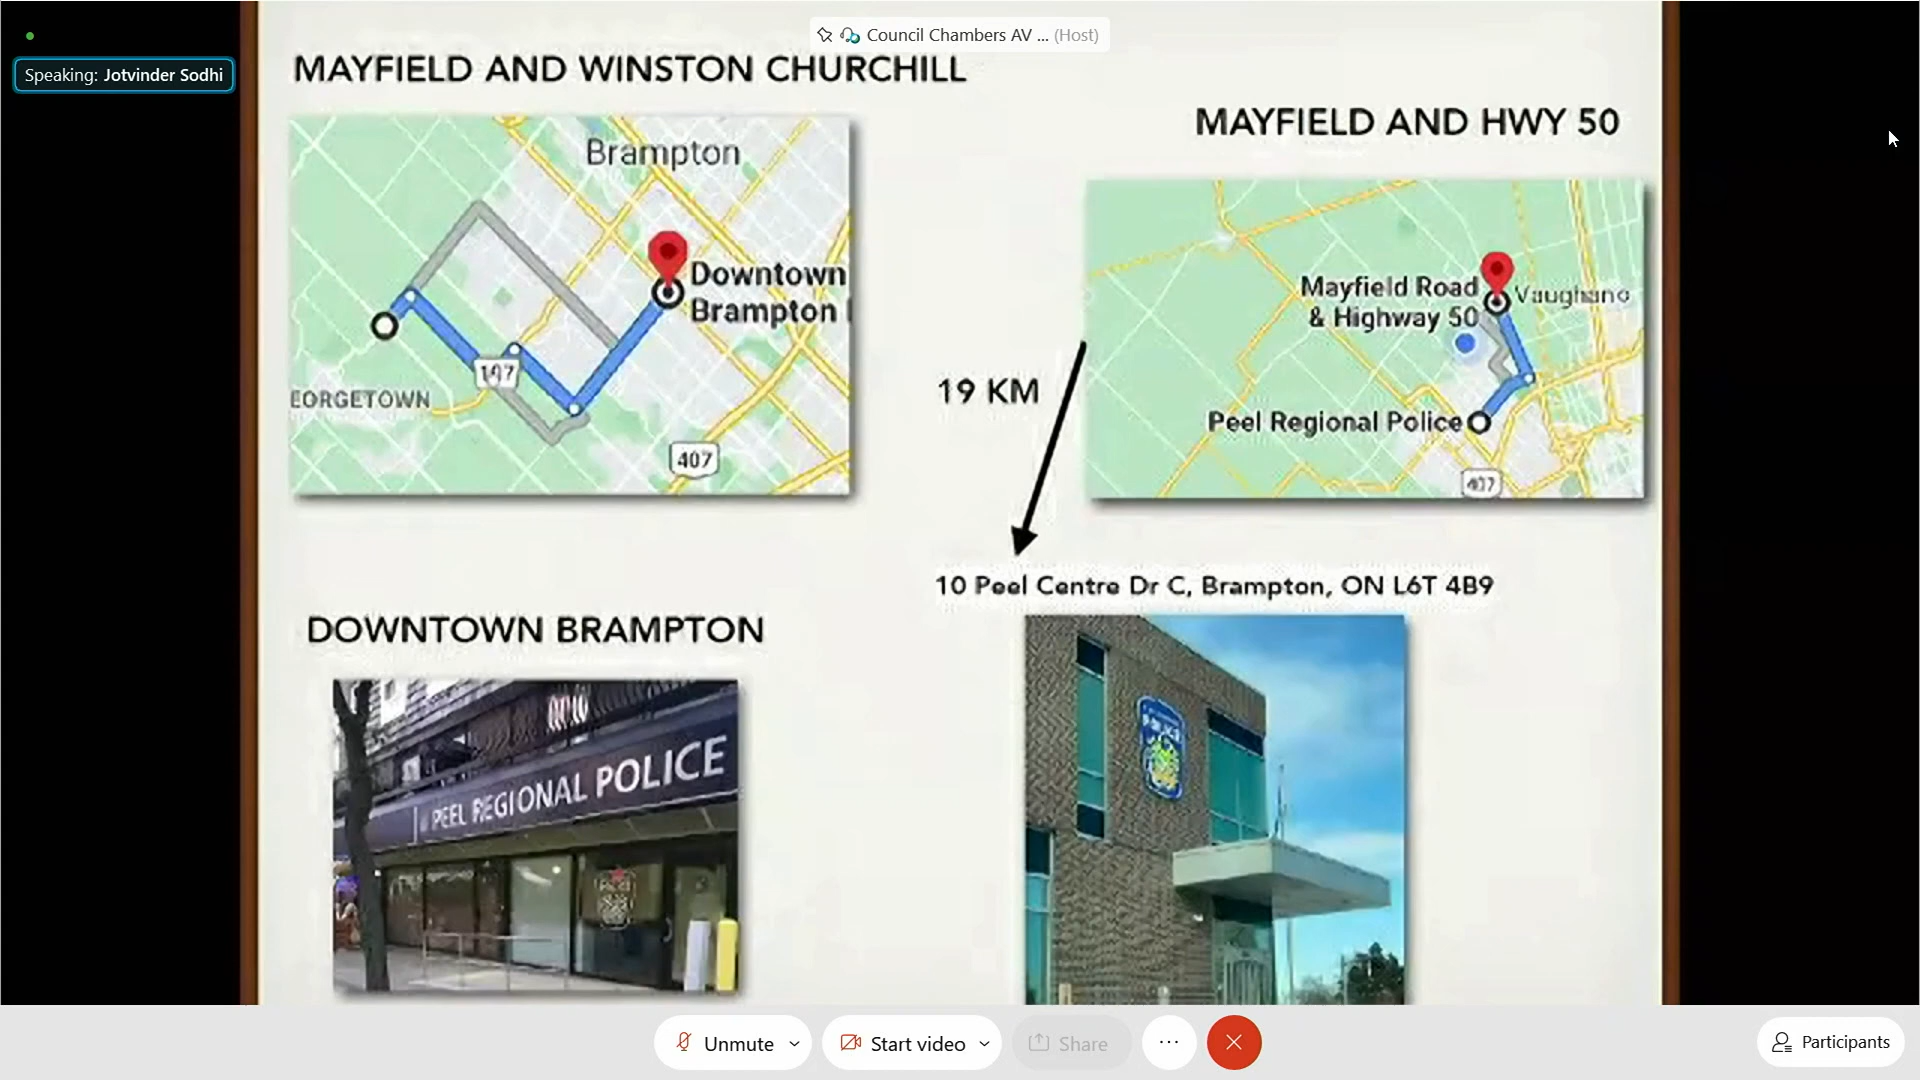 Council Chambers AV ... (Host)
Speaking: Jotvinder Sodhi
MAYFIELD AND WINSTON CHURCHILL
MAYFIELD AND HWY 50
Brampton
Downtown
Brampton
EORGETOWN
407
19 KM
Mayfield Road
& Highway 50
Vaughan
Peel Regional Police
407
10 Peel Centre Dr C, Brampton, ON L6T 4B9
DOWNTOWN BRAMPTON
PEEL REGIONAL POLICE
POLICE
Unmute
Start video
Share
Participants